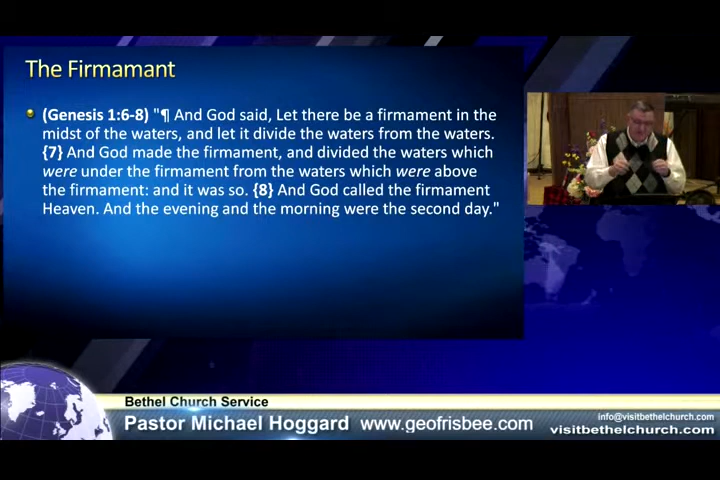 The Firmamant
(Genesis 1:6-8) "¶ And God said, Let there be a firmament in the
midst of the waters, and let it divide the waters from the waters.
{7} And God made the firmament, and divided the waters which
were under the firmament from the waters which were above
the firmament: and it was so. {8} And God called the firmament
Heaven. And the evening and the morning were the second day."
Bethel Church Service
Pastor Michael Hoggard www.geofrisbee.com
info@visitbethelchurch.com
visitbethelchurch.com